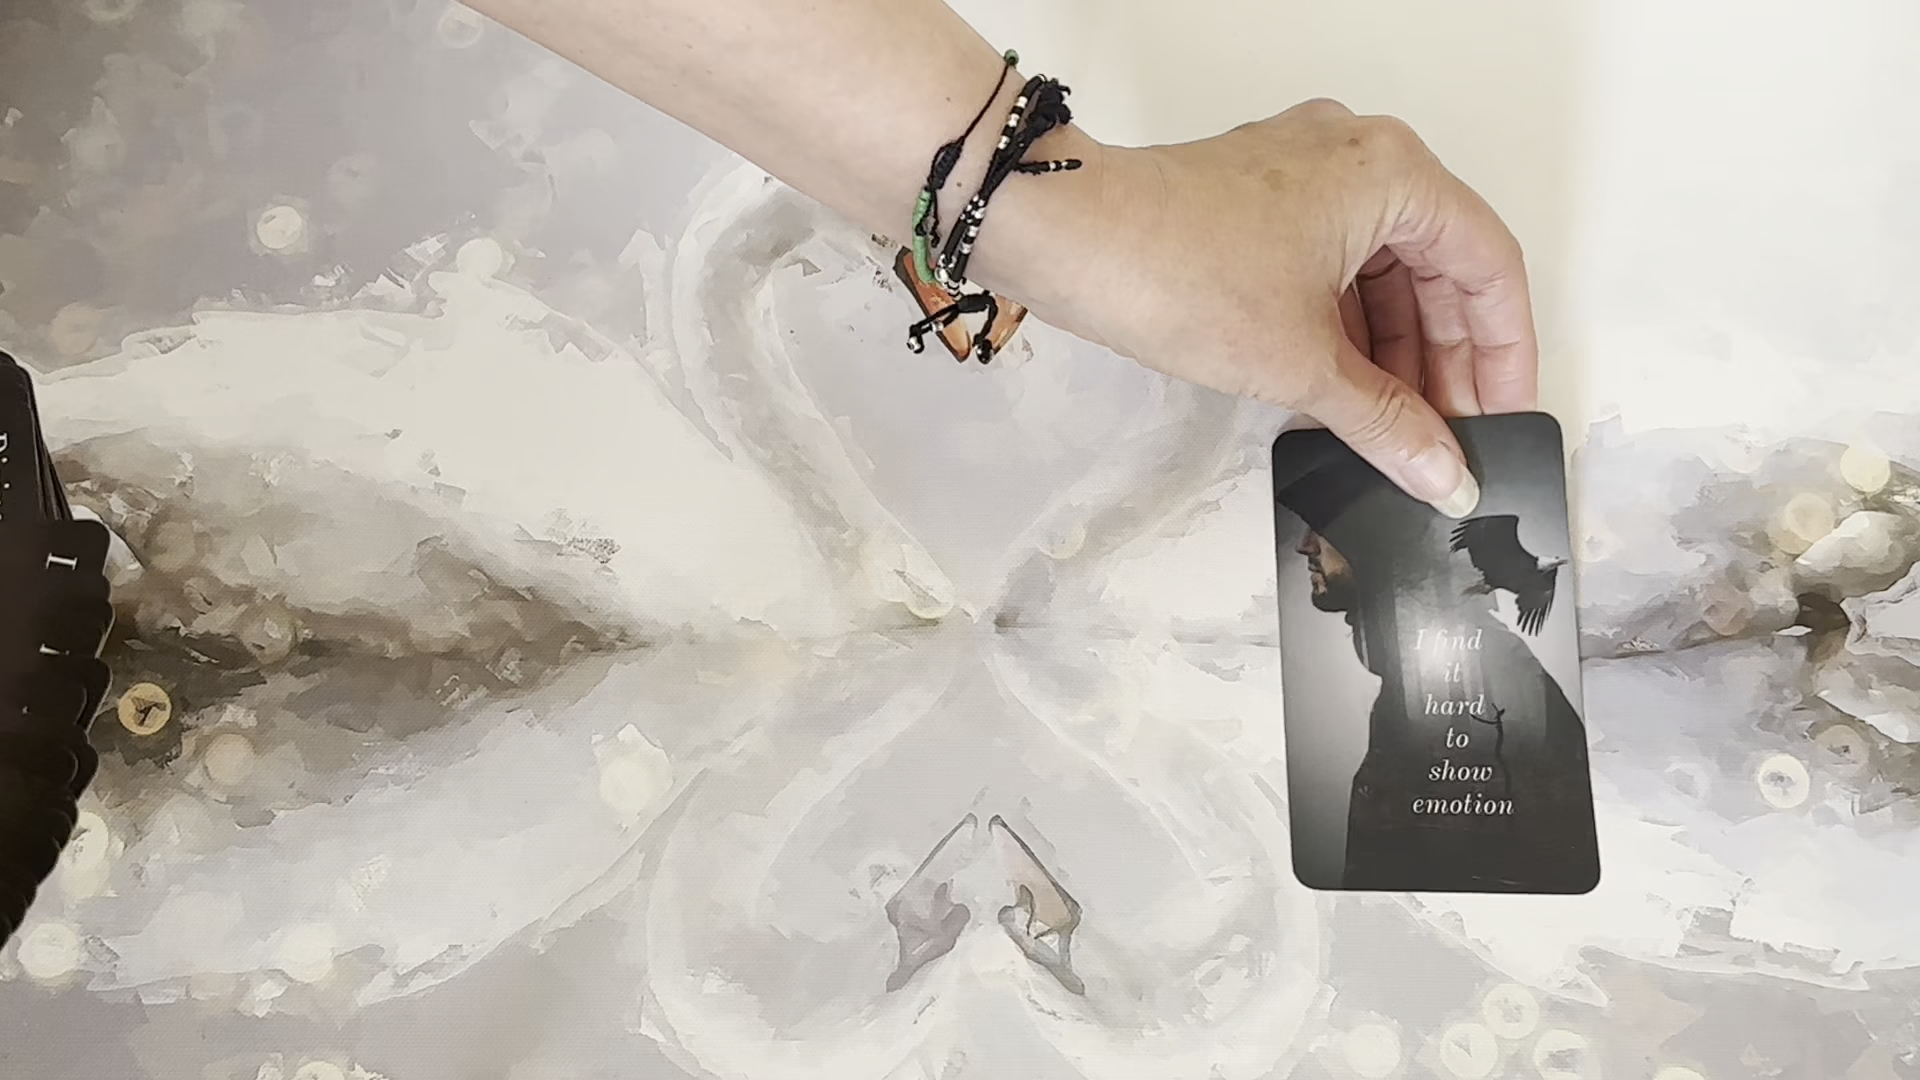 I find
it
hard
to
show
emotion
I